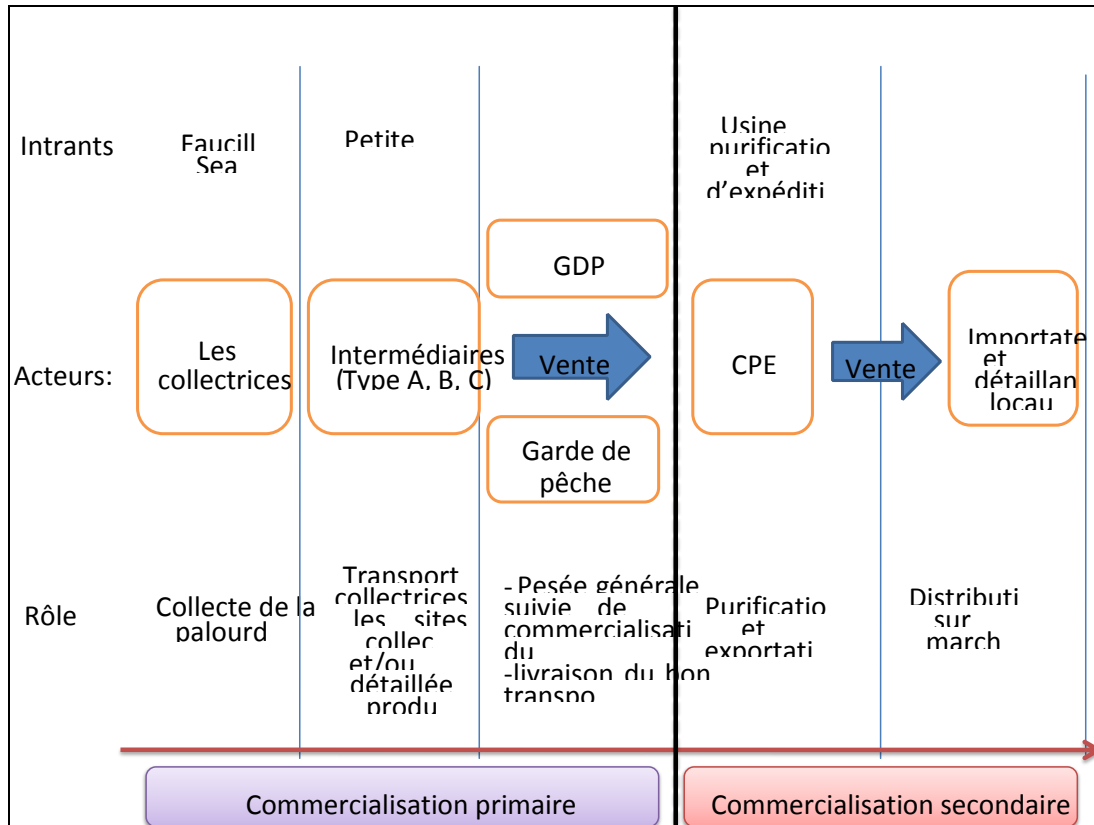 Intrants
Faucill
Sea
Petite
Usine
purificatio
et
d'expéditi
Acteurs:
Les
collectrices
Intermédiaires
(Type A, B, C)
GDP
Vente
Garde de
pêche
CPE
Vente
Importate
et
détaillan
locau
Rôle
Collecte de la
palourd
Transport
collectrices
les sites
collec
et/ou
détaillée
produ
-Pesée générale
suivie de
commercialisati
du
-livraison du bon
transpo
Purificatio
et
exportati
Distributi
sur
march
Commercialisation primaire
Commercialisation secondaire